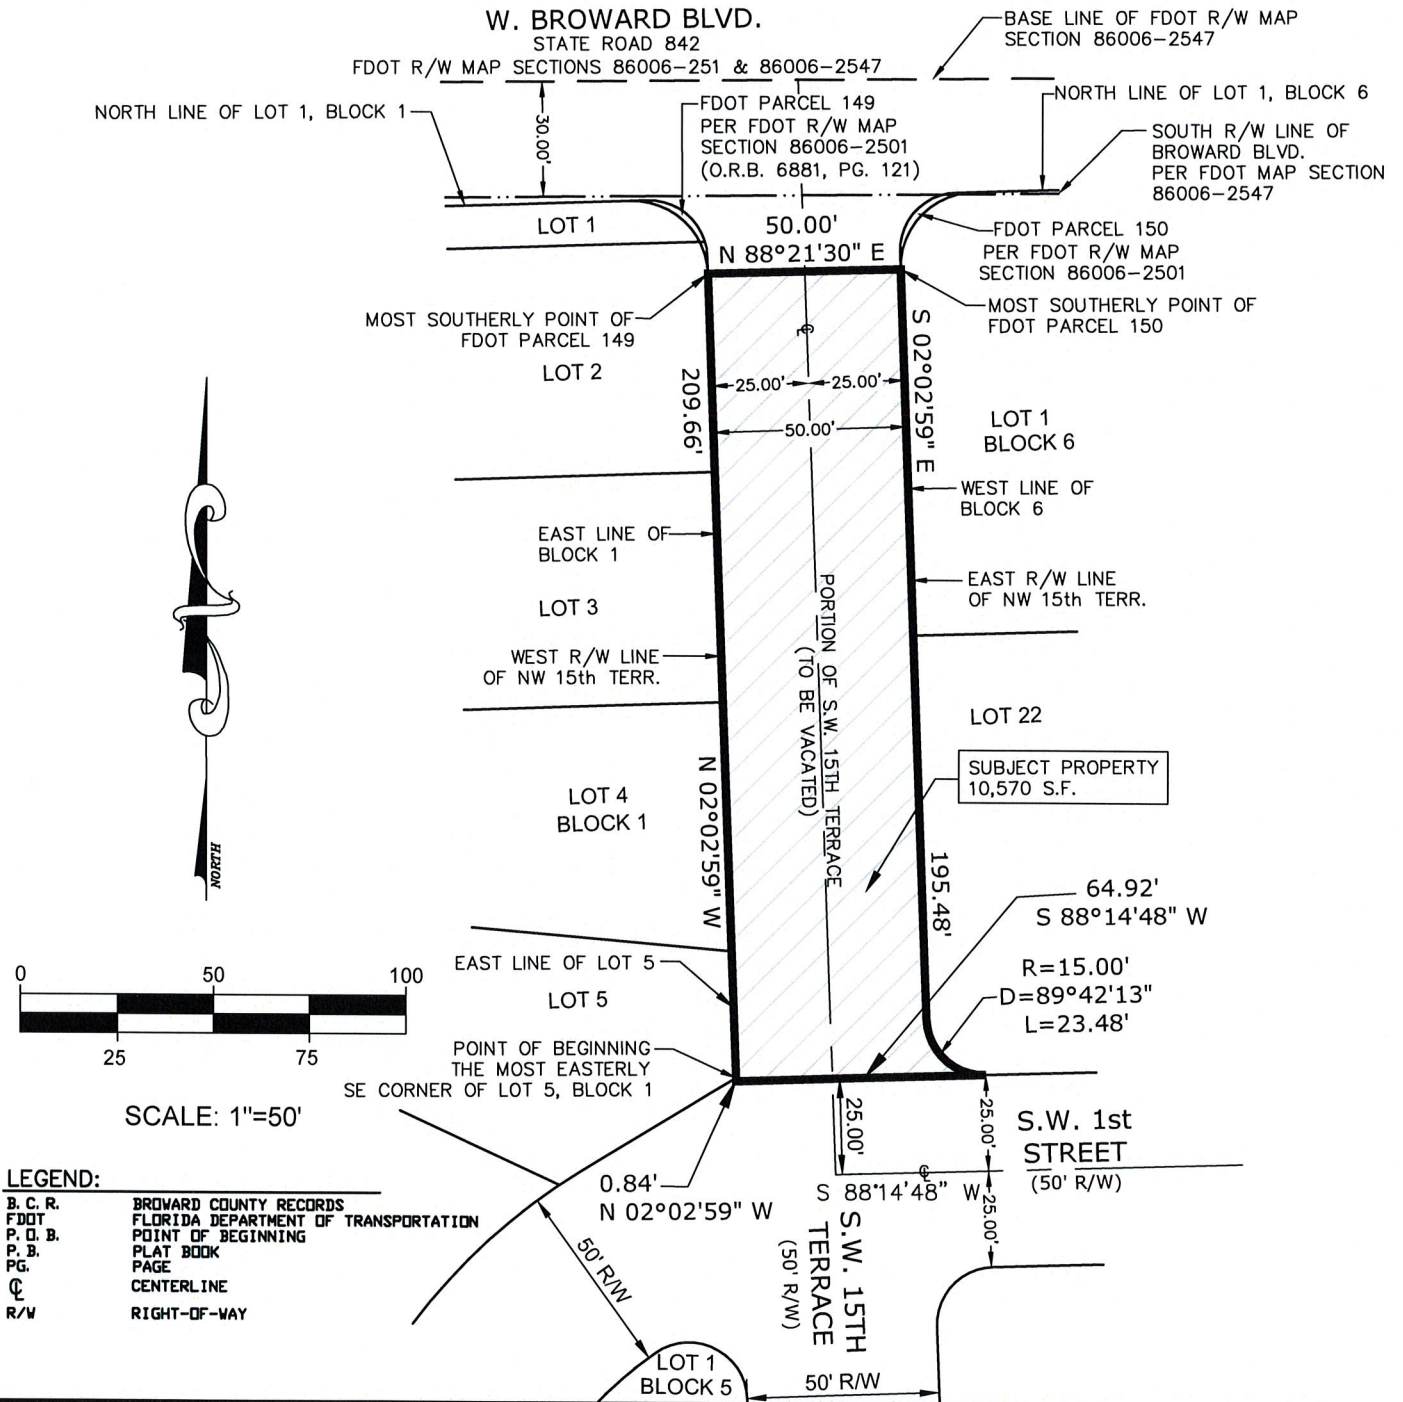 W. BROWARD BLVD.
STATE ROAD 842
FDOT R/W MAP SECTIONS 86006-251 & 86006-2547
BASE LINE OF FDOT R/W MAP
SECTION 86006-2547
NORTH LINE OF LOT 1, BLOCK 1
30.00'
FDOT PARCEL 149
PER FDOT R/W MAP
SECTION 86006-2501
(O.R.B. 6881, PG. 121)
NORTH LINE OF LOT 1, BLOCK 6
SOUTH R/W LINE OF
BROWARD BLVD.
PER FDOT MAP SECTION
86006-2547
LOT 1
50.00'
N 88°21'30" E
FDOT PARCEL 150
PER FDOT R/W MAP
SECTION 86006-2501
MOST SOUTHERLY POINT OF
FDOT PARCEL 149
MOST SOUTHERLY POINT OF
FDOT PARCEL 150
LOT 2
℄
25.00'
25.00'
50.00'
209.66'
S 02°02'59" E
LOT 1
BLOCK 6
WEST LINE OF
BLOCK 6
EAST LINE OF
BLOCK 1
EAST R/W LINE
OF NW 15th TERR.
LOT 3
WEST R/W LINE
OF NW 15th TERR.
PORTION OF S.W. 15TH TERRACE
(TO BE VACATED)
LOT 22
SUBJECT PROPERTY
10,570 S.F.
LOT 4
BLOCK 1
N 02°02'59" W
195.48'
64.92'
S 88°14'48" W
EAST LINE OF LOT 5
LOT 5
R=15.00'
D=89°42'13"
L=23.48'
POINT OF BEGINNING
THE MOST EASTERLY
SE CORNER OF LOT 5, BLOCK 1
NORTH
0
50
100
25
75
SCALE: 1"=50'
25.00'
25.00'
S.W. 1st
STREET
(50' R/W)
℄
S 88°14'48" W
25.00'
0.84'
N 02°02'59" W
S.W. 15TH
TERRACE
(50' R/W)
50' R/W
LOT 1
BLOCK 5
50' R/W
LEGEND:
B. C. R. BROWARD COUNTY RECORDS
FDOT FLORIDA DEPARTMENT OF TRANSPORTATION
P. O. B. POINT OF BEGINNING
P. B. PLAT BOOK
PG. PAGE
℄ CENTERLINE
R/W RIGHT-OF-WAY